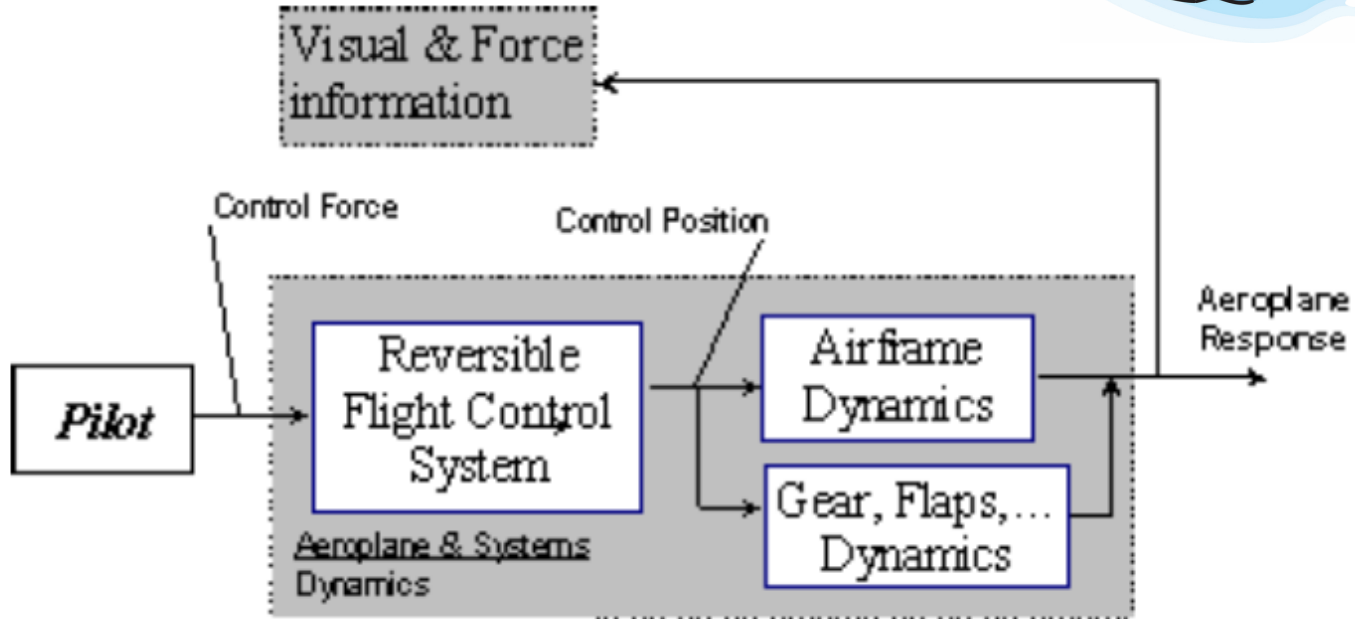 Visual & Force
information
Control Force
Control Position
Aeroplane
Response
Pilot
Reversible
Flight Control
System
Airframe
Dynamics
Gear, Flaps,...
Dynamics
Aeroplane & Systems
Dynamics